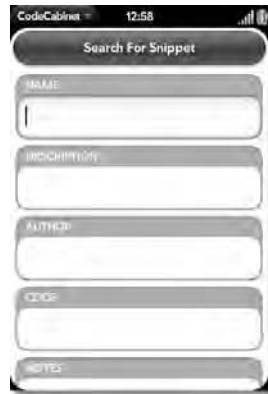 CodeCabinet 12:58
Search For Snippet
NAME
DESCRIPTION
AUTHOR
CODE
NOTES